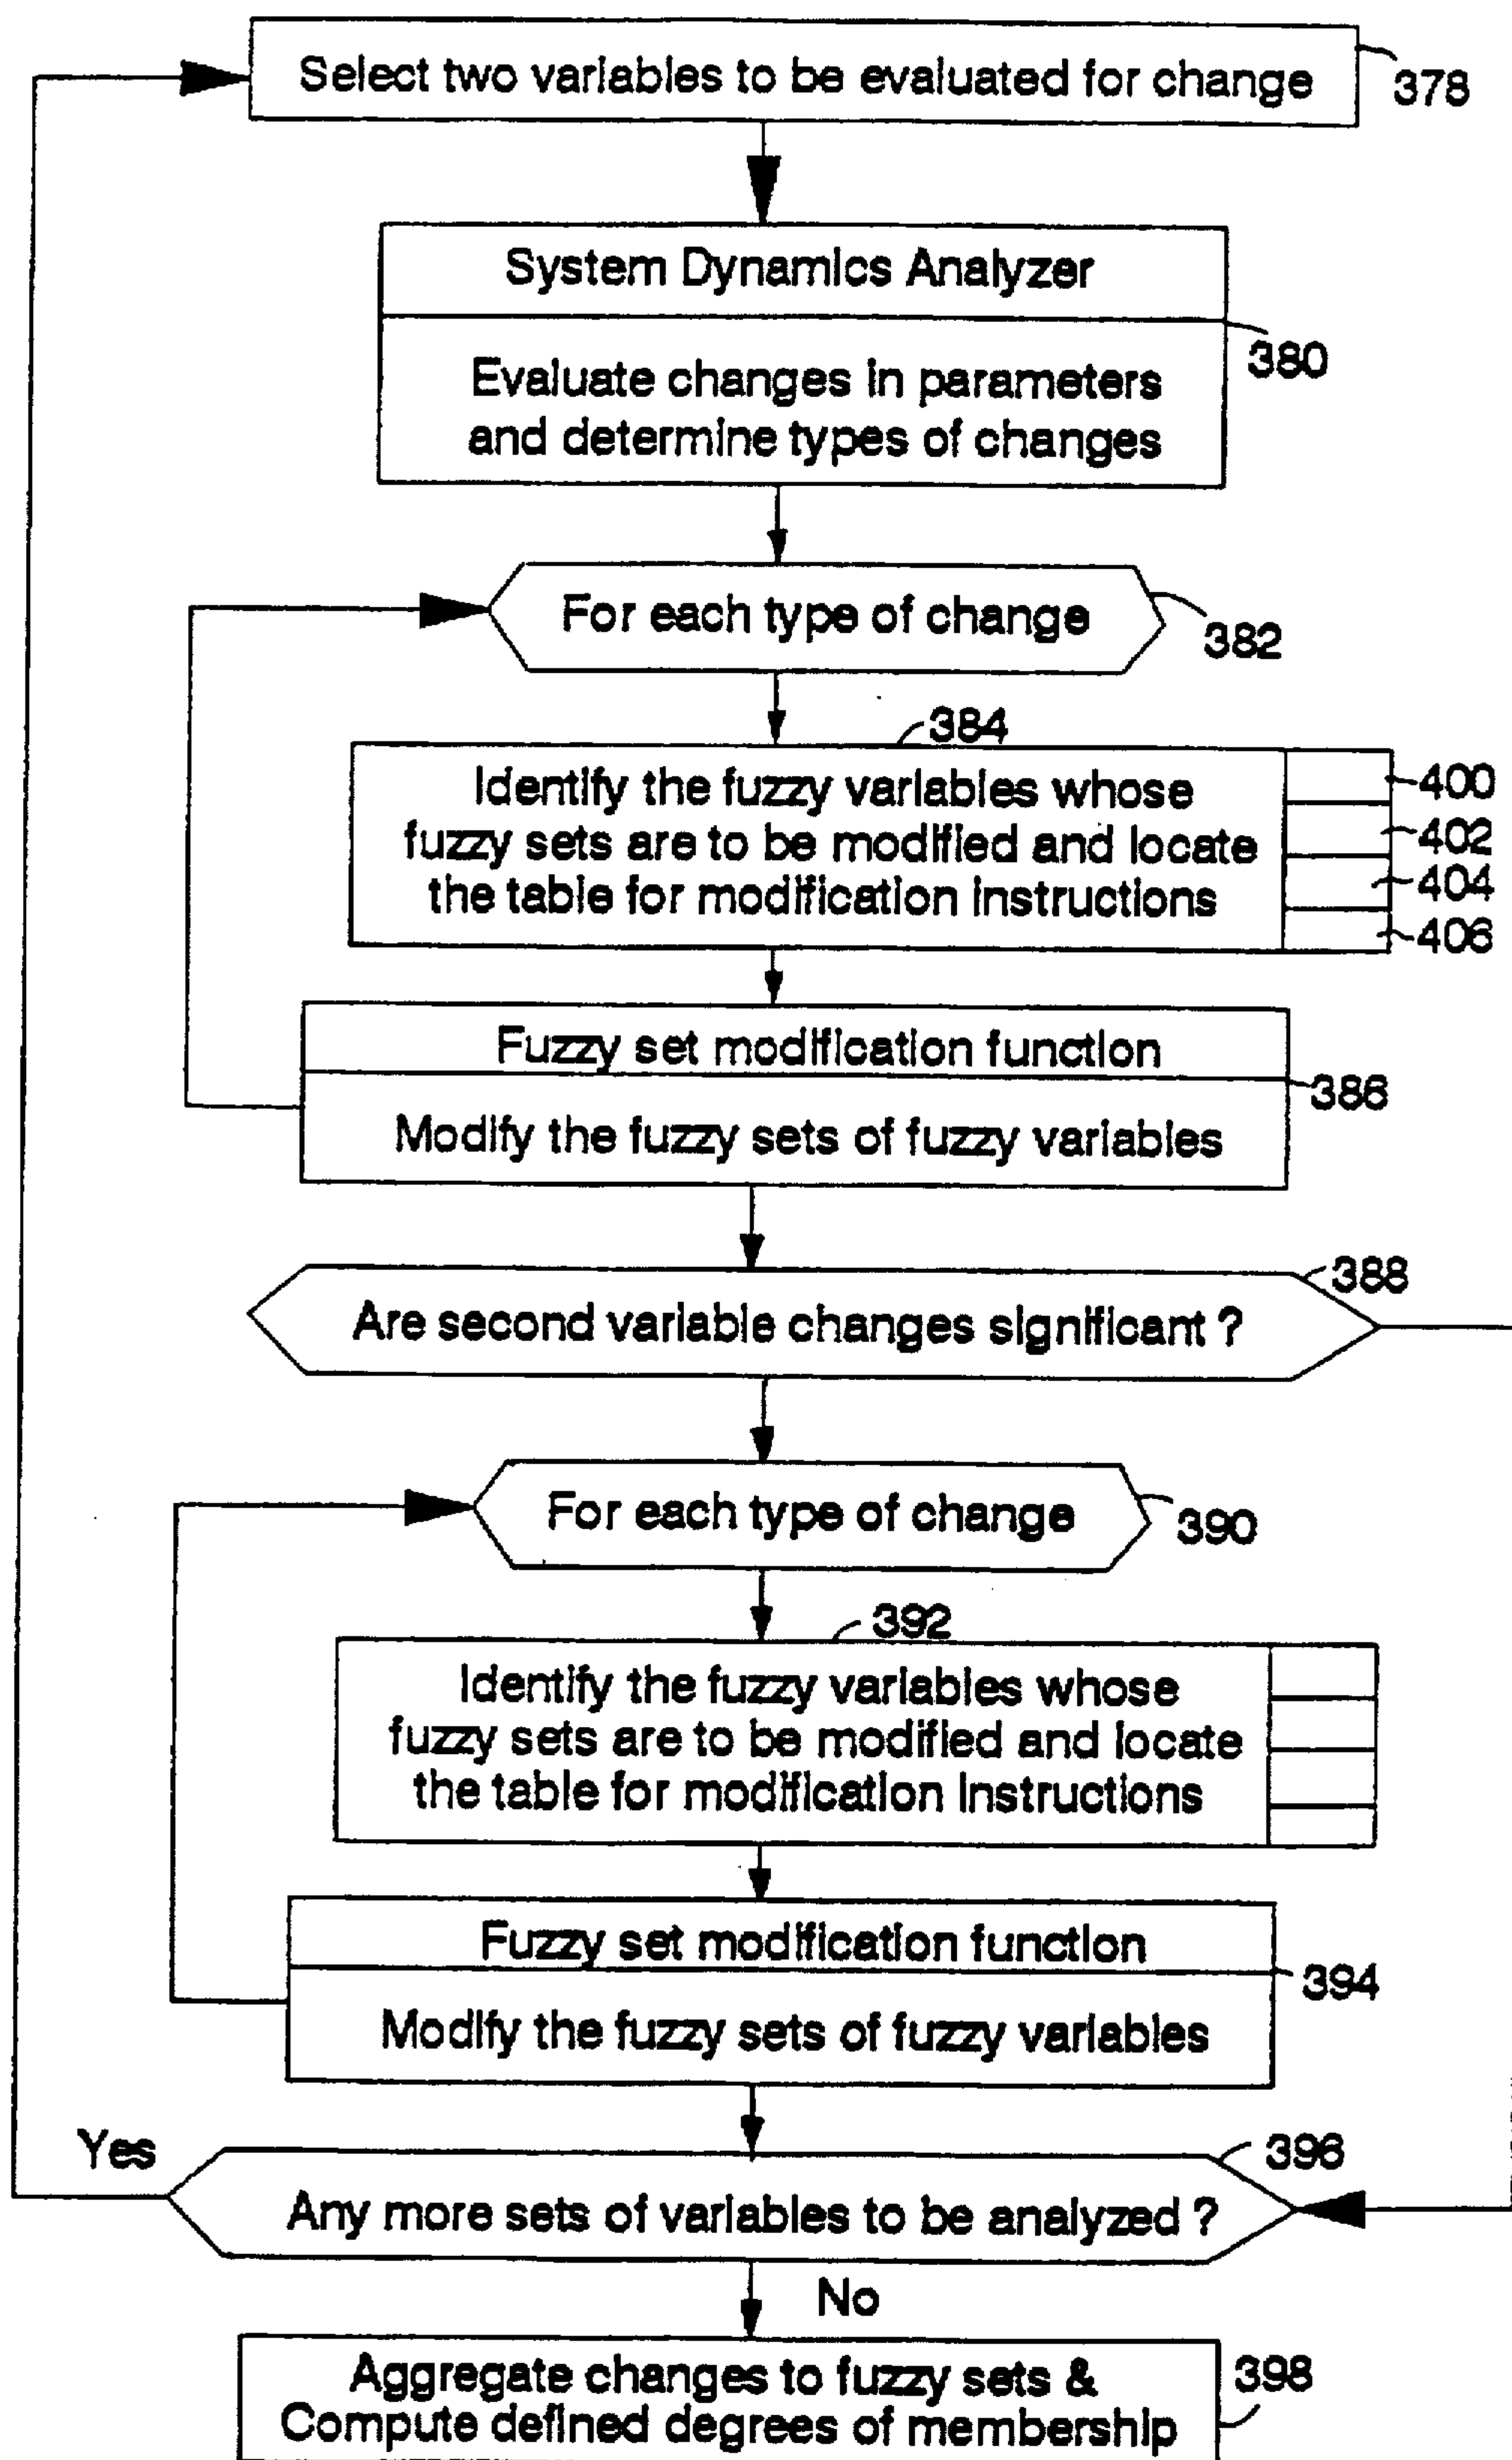 Select two variables to be evaluated for change
378
System Dynamics Analyzer
380
Evaluate changes in parameters
and determine types of changes
For each type of change
382
384
Identify the fuzzy variables whose
fuzzy sets are to be modified and locate
the table for modification instructions
400
402
404
406
Fuzzy set modification function
386
Modify the fuzzy sets of fuzzy variables
388
Are second variable changes significant ?
For each type of change
390
392
Identify the fuzzy variables whose
fuzzy sets are to be modified and locate
the table for modification instructions
Fuzzy set modification function
394
Modify the fuzzy sets of fuzzy variables
Yes
396
Any more sets of variables to be analyzed ?
No
Aggregate changes to fuzzy sets &
398
Compute defined degrees of membership